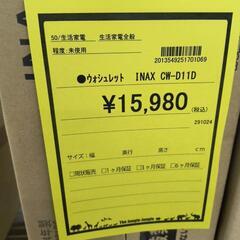 50/生活家電 生活家電全般
程度:未使用
2013549251701069
●ウォシュレット INAX CW-D11D
¥15,980(税込)
291024
サイズ:幅 奥行 高さ cm
□現状販売 □1ヶ月保証 □3ヶ月保証 □6ヶ月保証
The Jungle Jungle